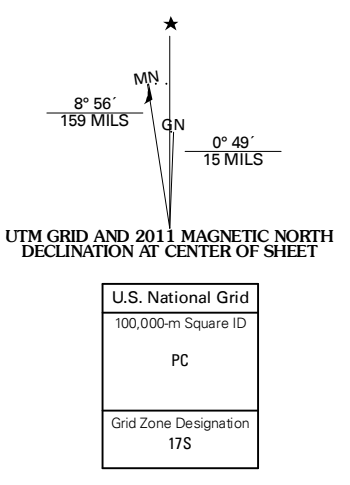 MN
GN
8° 56´
159 MILS
0° 49´
15 MILS
UTM GRID AND 2011 MAGNETIC NORTH
DECLINATION AT CENTER OF SHEET
U.S. National Grid
100,000-m Square ID
PC
Grid Zone Designation
17S